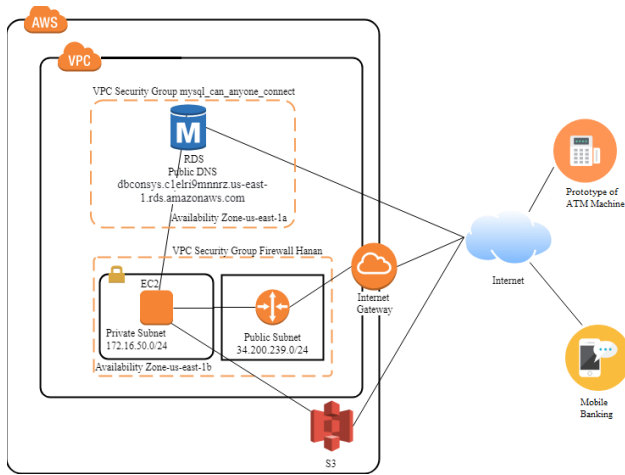 AWS
VPC
VPC Security Group mysql_can_anyone_connect
M
RDS
Public DNS
dbconsys.c1elri9mnnrz.us-east-
1.rds.amazonaws.com
Availability Zone-us-east-1a
VPC Security Group Firewall Hanan
EC2
Private Subnet
172.16.50.0/24
Public Subnet
34.200.239.0/24
Availability Zone-us-east-1b
Internet
Gateway
S3
Internet
Prototype of
ATM Machine
Mobile
Banking